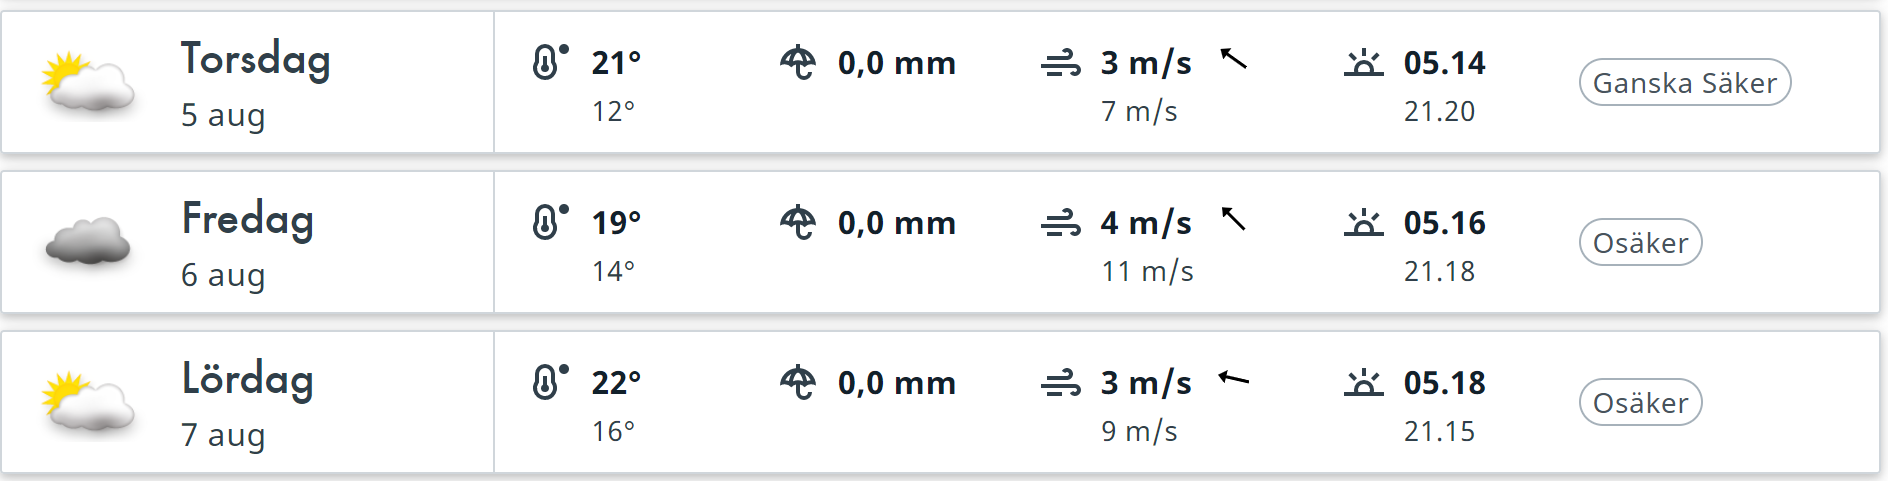 Torsdag
5 aug
21°
12°
0,0 mm
3 m/s
7 m/s
05.14
21.20
Ganska Säker
Fredag
6 aug
19°
14°
0,0 mm
4 m/s
11 m/s
05.16
21.18
Osäker
Lördag
7 aug
22°
16°
0,0 mm
3 m/s
9 m/s
05.18
21.15
Osäker